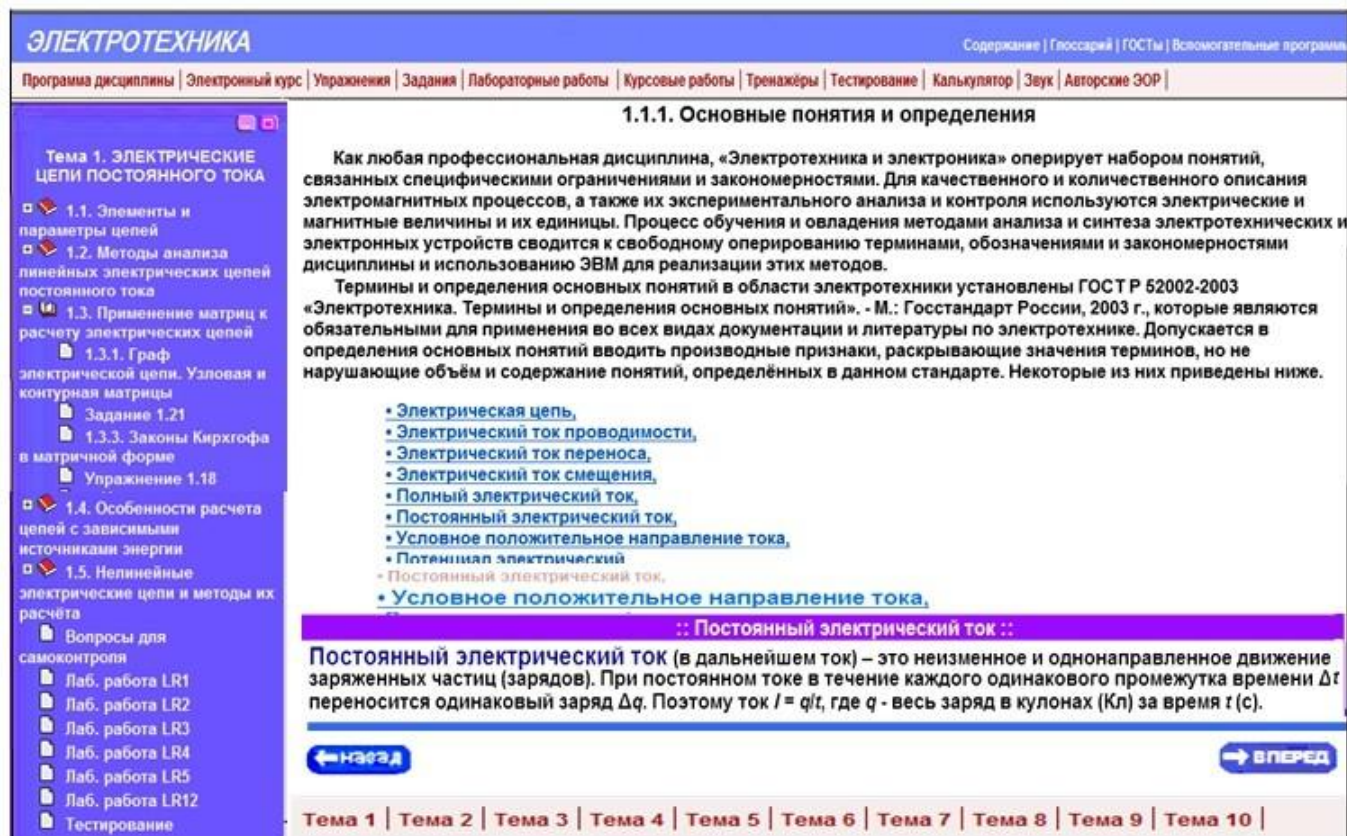 ЭЛЕКТРОТЕХНИКА
Содержание | Глоссарий | ГОСТы | Вспомогательные программы
Программа дисциплины | Электронный курс | Упражнения | Задания | Лабораторные работы | Курсовые работы | Тренажёры | Тестирование | Калькулятор | Звук | Авторские ЭОР |
Тема 1. ЭЛЕКТРИЧЕСКИЕ
ЦЕПИ ПОСТОЯННОГО ТОКА
1.1. Элементы и
параметры цепей
1.2. Методы анализа
линейных электрических цепей
постоянного тока
1.3. Применение матриц к
расчету электрических цепей
1.3.1. Граф
электрической цепи. Узловая и
контурная матрицы
Задание 1.21
1.3.3. Законы Кирхгофа
в матричной форме
Упражнение 1.18
1.4. Особенности расчета
цепей с зависимыми
источниками энергии
1.5. Нелинейные
электрические цепи и методы их
расчёта
Вопросы для
самоконтроля
Лаб. работа LR1
Лаб. работа LR2
Лаб. работа LR3
Лаб. работа LR4
Лаб. работа LR5
Лаб. работа LR12
Тестирование
1.1.1. Основные понятия и определения
Как любая профессиональная дисциплина, «Электротехника и электроника» оперирует набором понятий,
связанных специфическими ограничениями и закономерностями. Для качественного и количественного описания
электромагнитных процессов, а также их экспериментального анализа и контроля используются электрические и
магнитные величины и их единицы. Процесс обучения и овладения методами анализа и синтеза электротехнических и
электронных устройств сводится к свободному оперированию терминами, обозначениями и закономерностями
дисциплины и использованию ЭВМ для реализации этих методов.
Термины и определения основных понятий в области электротехники установлены ГОСТ Р 52002-2003
«Электротехника. Термины и определения основных понятий». - М.: Госстандарт России, 2003 г., которые являются
обязательными для применения во всех видах документации и литературы по электротехнике. Допускается в
определения основных понятий вводить производные признаки, раскрывающие значения терминов, но не
нарушающие объём и содержание понятий, определённых в данном стандарте. Некоторые из них приведены ниже.
• Электрическая цепь,
• Электрический ток проводимости,
• Электрический ток переноса,
• Электрический ток смещения,
• Полный электрический ток,
• Постоянный электрический ток,
• Условное положительное направление тока,
• Потенциал электрический
• Постоянный электрический ток,
• Условное положительное направление тока,
:: Постоянный электрический ток ::
Постоянный электрический ток (в дальнейшем ток) – это неизменное и однонаправленное движение
заряженных частиц (зарядов). При постоянном токе в течение каждого одинакового промежутка времени Δt
переносится одинаковый заряд Δq. Поэтому ток I = q/t, где q - весь заряд в кулонах (Кл) за время t (с).
назад
вперед
Тема 1 | Тема 2 | Тема 3 | Тема 4 | Тема 5 | Тема 6 | Тема 7 | Тема 8 | Тема 9 | Тема 10 |